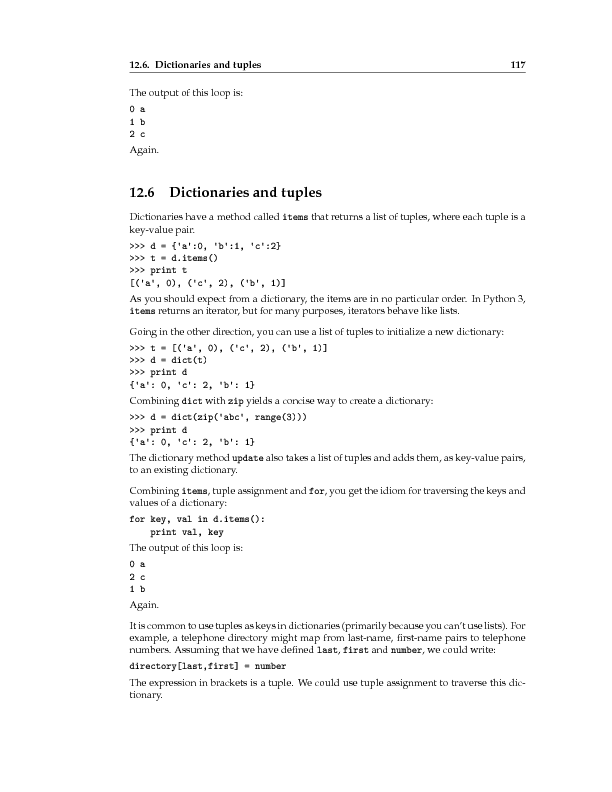 12.6. Dictionaries and tuples 117
The output of this loop is:
0 a
1 b
2 c
Again.
12.6 Dictionaries and tuples
Dictionaries have a method called items that returns a list of tuples, where each tuple is a
key-value pair.
>>> d = {'a':0, 'b':1, 'c':2}
>>> t = d.items()
>>> print t
[('a', 0), ('c', 2), ('b', 1)]
As you should expect from a dictionary, the items are in no particular order. In Python 3,
items returns an iterator, but for many purposes, iterators behave like lists.
Going in the other direction, you can use a list of tuples to initialize a new dictionary:
>>> t = [('a', 0), ('c', 2), ('b', 1)]
>>> d = dict(t)
>>> print d
{'a': 0, 'c': 2, 'b': 1}
Combining dict with zip yields a concise way to create a dictionary:
>>> d = dict(zip('abc', range(3)))
>>> print d
{'a': 0, 'c': 2, 'b': 1}
The dictionary method update also takes a list of tuples and adds them, as key-value pairs,
to an existing dictionary.
Combining items, tuple assignment and for, you get the idiom for traversing the keys and
values of a dictionary:
for key, val in d.items():
    print val, key
The output of this loop is:
0 a
2 c
1 b
Again.
It is common to use tuples as keys in dictionaries (primarily because you can't use lists). For
example, a telephone directory might map from last-name, first-name pairs to telephone
numbers. Assuming that we have defined last, first and number, we could write:
directory[last,first] = number
The expression in brackets is a tuple. We could use tuple assignment to traverse this dic-
tionary.